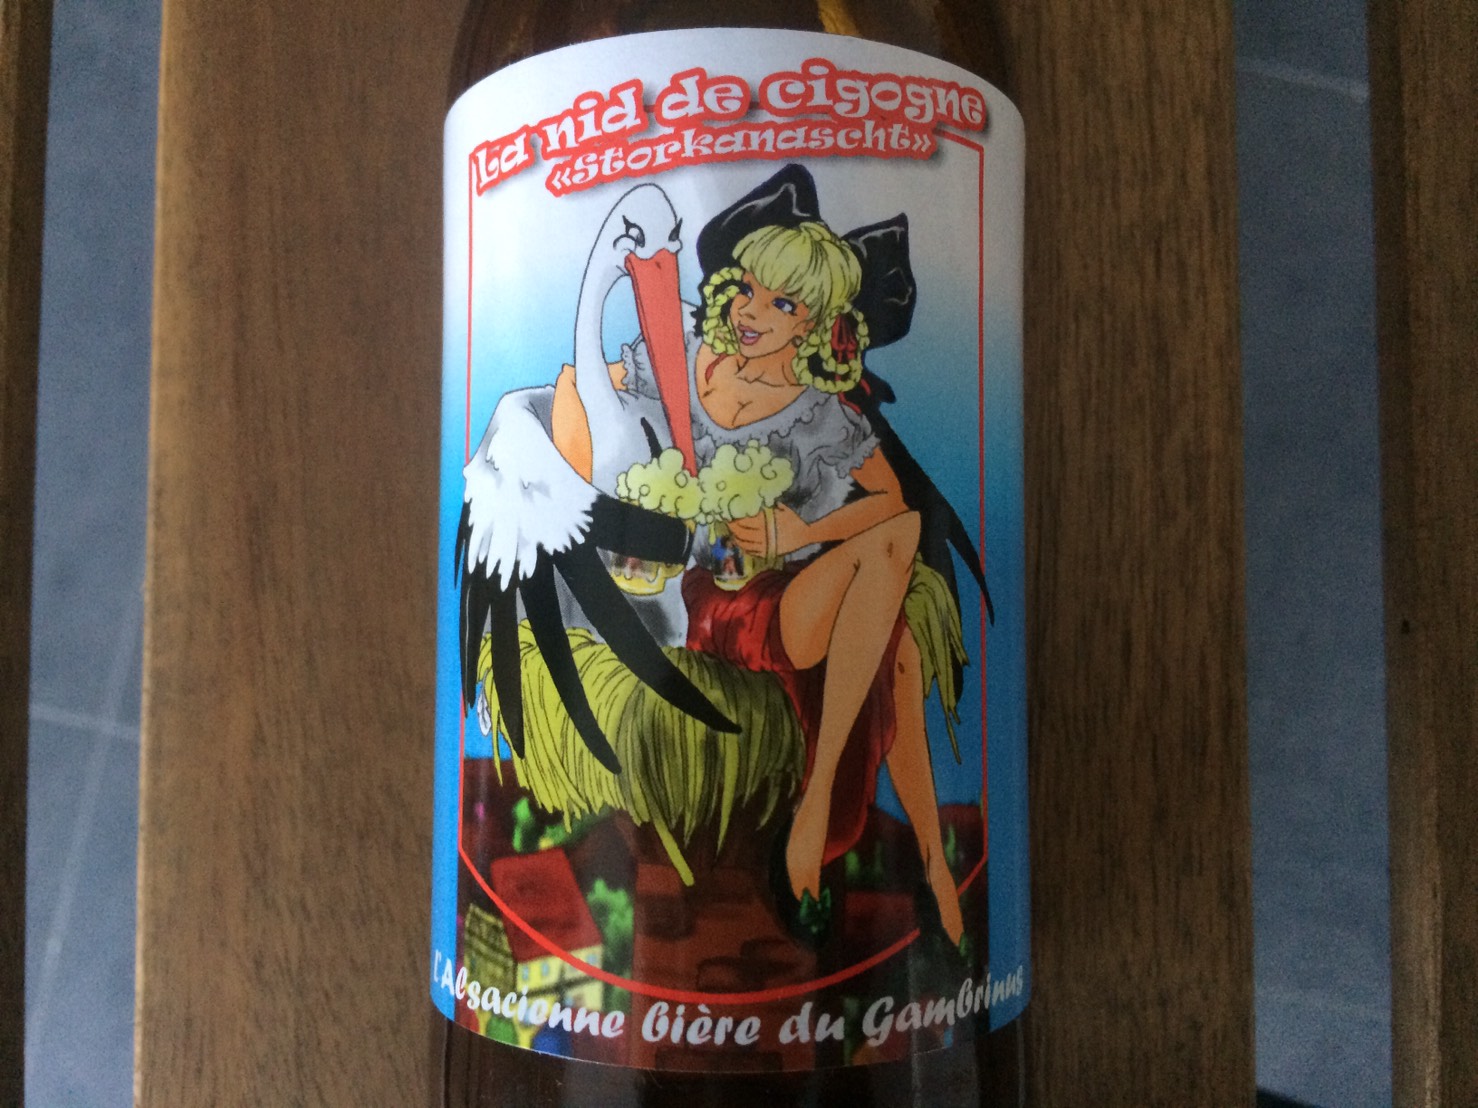 La nid de cigogne
«Storkanascht»
L'Alsacienne bière du Gambrinus